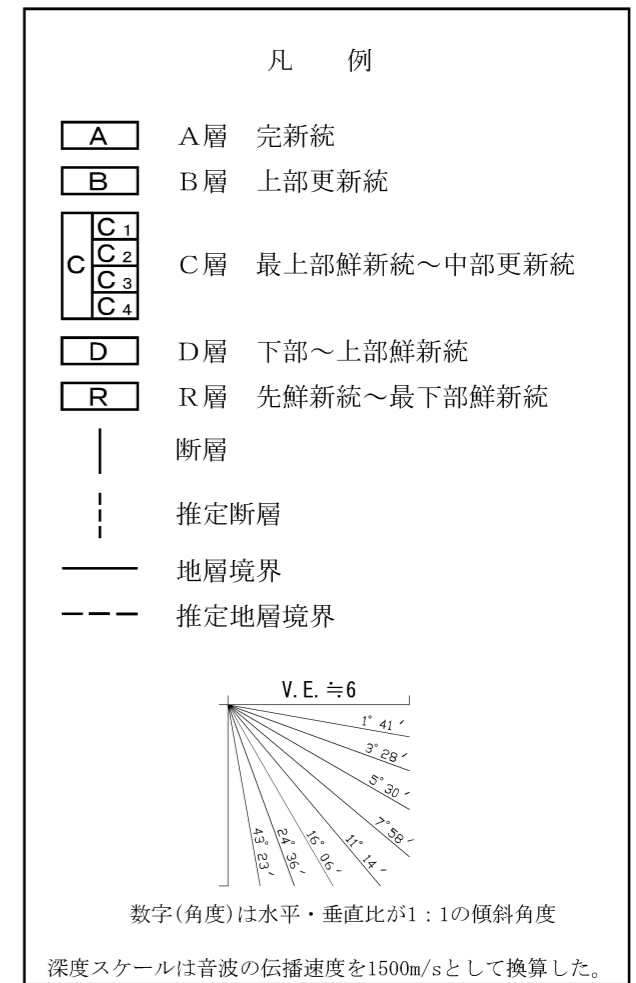 凡　例
A　A層　完新統
B　B層　上部更新統
C　C1　C2　C3　C4　C層　最上部鮮新統～中部更新統
D　D層　下部～上部鮮新統
R　R層　先鮮新統～最下部鮮新統
断層
推定断層
地層境界
推定地層境界
V.E.≒6
1°41′
3°28′
5°30′
7°58′
11°14′
16°06′
24°36′
43°23′
数字(角度)は水平・垂直比が1：1の傾斜角度
深度スケールは音波の伝播速度を1500m/sとして換算した。